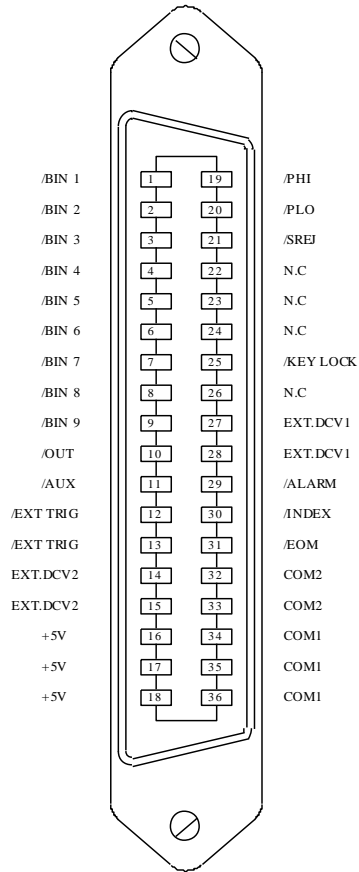 /BIN 1 1 19 /PHI
/BIN 2 2 20 /PLO
/BIN 3 3 21 /SREJ
/BIN 4 4 22 N.C
/BIN 5 5 23 N.C
/BIN 6 6 24 N.C
/BIN 7 7 25 /KEY LOCK
/BIN 8 8 26 N.C
/BIN 9 9 27 EXT.DCV1
/OUT 10 28 EXT.DCV1
/AUX 11 29 /ALARM
/EXT TRIG 12 30 /INDEX
/EXT TRIG 13 31 /EOM
EXT.DCV2 14 32 COM2
EXT.DCV2 15 33 COM2
+5V 16 34 COM1
+5V 17 35 COM1
+5V 18 36 COM1